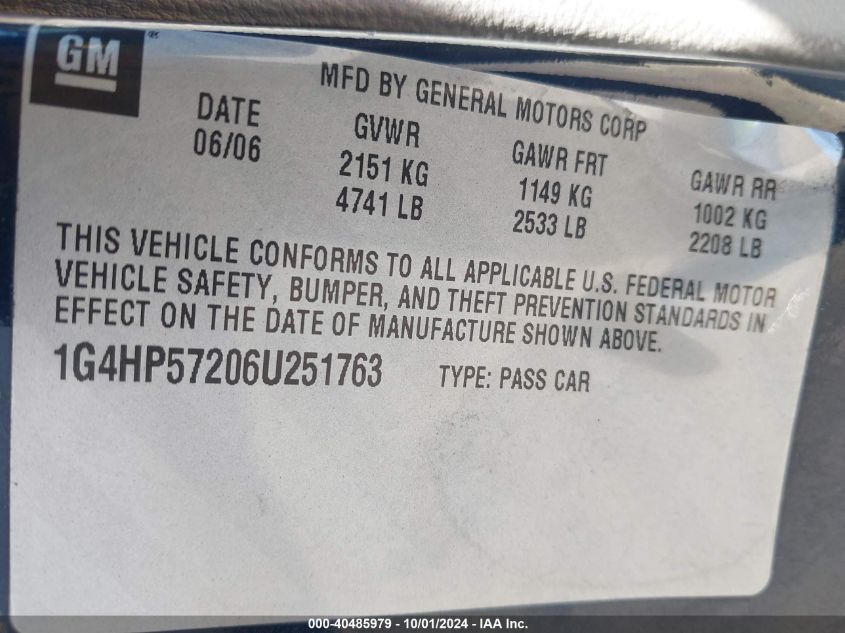 GM
MFD BY GENERAL MOTORS CORP
DATE
06/06
GVWR
2151 KG
4741 LB
GAWR FRT
1149 KG
2533 LB
GAWR RR
1002 KG
2208 LB
THIS VEHICLE CONFORMS TO ALL APPLICABLE U.S. FEDERAL MOTOR
VEHICLE SAFETY, BUMPER, AND THEFT PREVENTION STANDARDS IN
EFFECT ON THE DATE OF MANUFACTURE SHOWN ABOVE.
1G4HP57206U251763 TYPE: PASS CAR
000-40485979 - 10/01/2024 - IAA Inc.